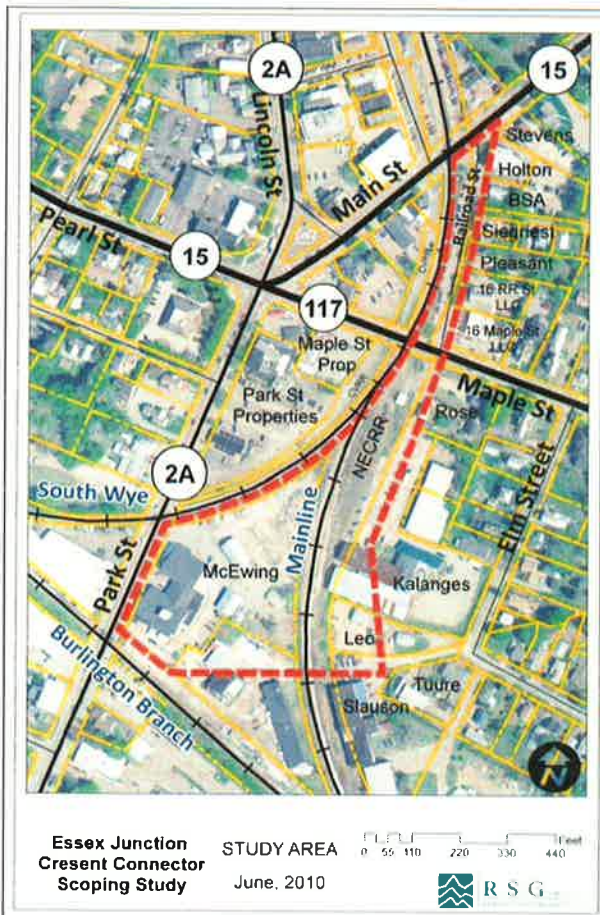 2A
15
Lincoln St
Main St
Stevens
Holton
BSA
Railroad St
Siegriest
Pleasant
16 RR St
LLC
16 Maple St
LLC
Pearl St
15
117
Maple St
Prop
Maple St
Park St
Properties
Rose
NECRR
Elm Street
2A
South Wye
Park St
McEwing
Mainline
Kalanges
Leo
Burlington Branch
Slauson
Tuure
N
Essex Junction
Cresent Connector
Scoping Study
STUDY AREA
June, 2010
Feet
0 55 110 220 330 440
RSG